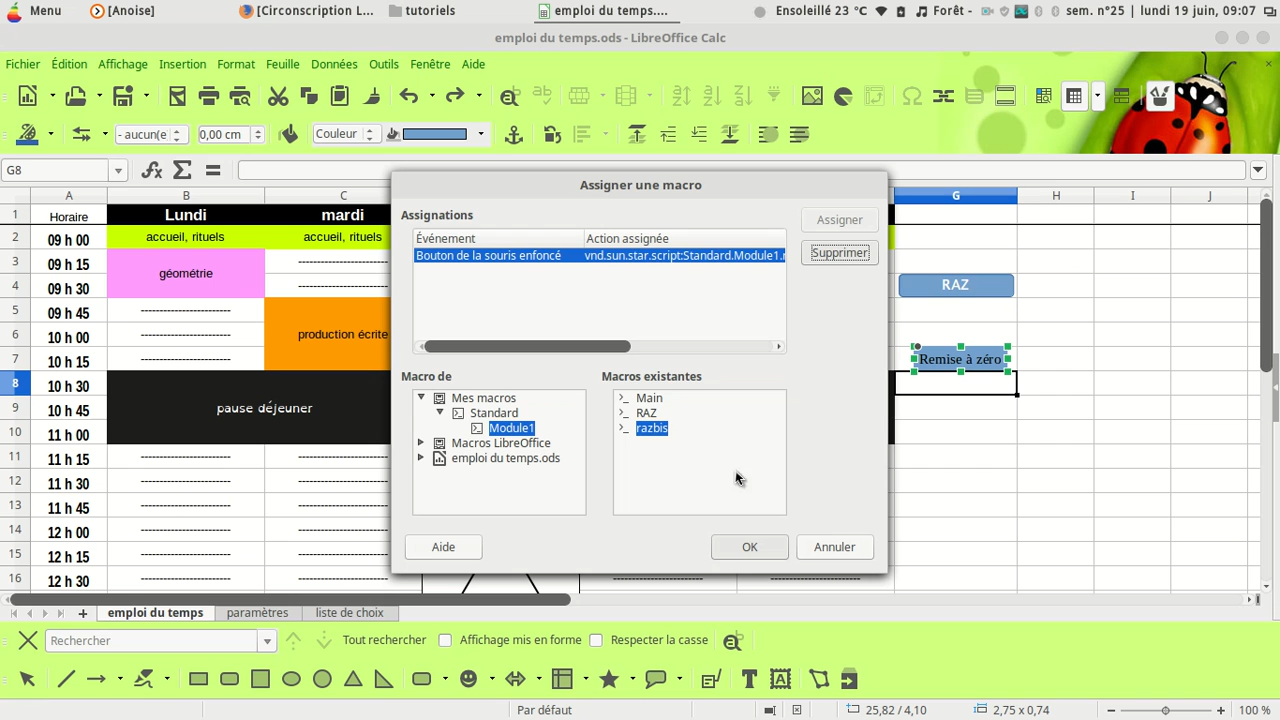 Menu [Anoise] [Circonscription L... tutoriels emploi du temps.... Ensoleillé 23 °C Forêt - sem. n°25 | lundi 19 juin, 09:07
emploi du temps.ods - LibreOffice Calc
Fichier Édition Affichage Insertion Format Feuille Données Outils Fenêtre Aide
- aucun(e 0,00 cm Couleur
G8
A B C G H I J
Assigner une macro
1 Horaire Lundi mardi
2 09 h 00 accueil, rituels accueil, rituels
3 09 h 15 géométrie -----------------------
4 09 h 30 ----------------------- RAZ
5 09 h 45 ----------------------- production écrite
6 10 h 00 -----------------------
7 10 h 15 ----------------------- Remise à zéro
8 10 h 30
9 10 h 45 pause déjeuner
10 11 h 00
11 11 h 15 ----------------------- -----------------------
12 11 h 30 ----------------------- -----------------------
13 11 h 45 ----------------------- -----------------------
14 12 h 00 ----------------------- -----------------------
15 12 h 15 ----------------------- -----------------------
16 12 h 30 ----------------------- ----------------------- ----------------------- -----------------------
Assignations
Assigner
Événement Action assignée
Bouton de la souris enfoncé vnd.sun.star.script:Standard.Module1.
Supprimer
Macro de Macros existantes
Mes macros
Standard
Module1
Macros LibreOffice
emploi du temps.ods
Main
RAZ
razbis
Aide OK Annuler
emploi du temps paramètres liste de choix
Rechercher Tout rechercher Affichage mis en forme Respecter la casse
Par défaut 25,82 / 4,10 2,75 x 0,74 100 %